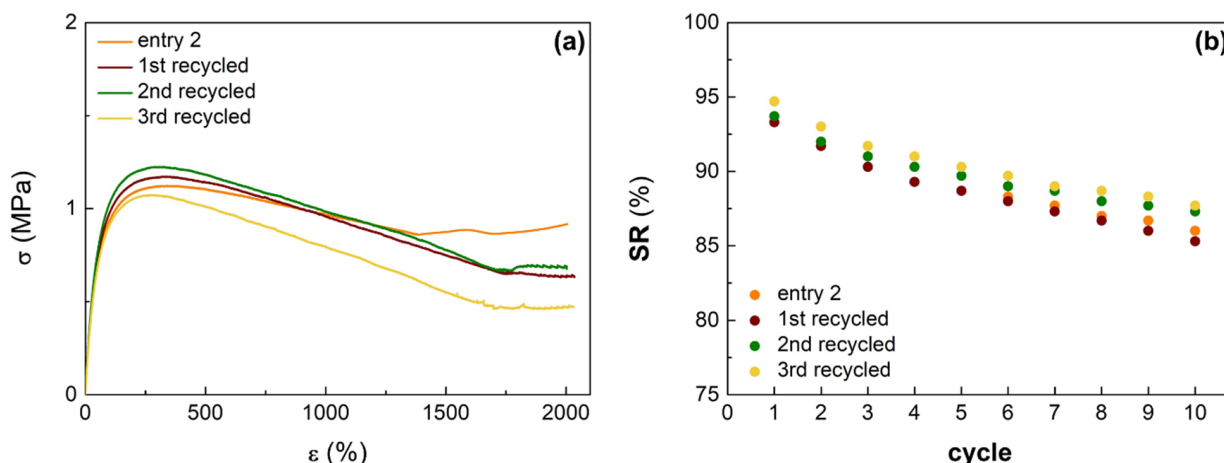 2
(a)
entry 2
1st recycled
2nd recycled
3rd recycled
σ (MPa)
1
0
0 500 1000 1500 2000
ε (%)
100
(b)
95
90
SR (%)
85
80
entry 2
1st recycled
2nd recycled
3rd recycled
75
0 1 2 3 4 5 6 7 8 9 10
cycle